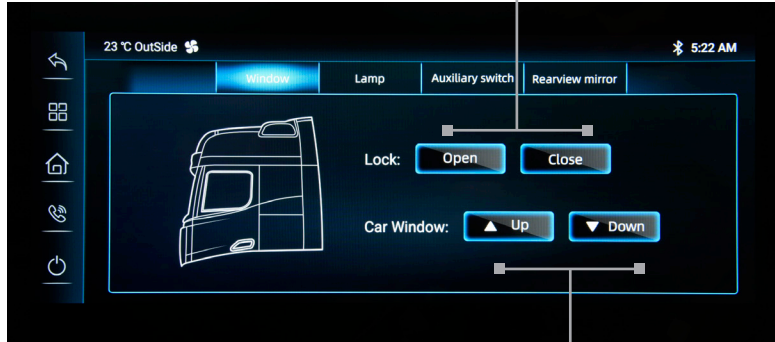 23 ℃ OutSide
5:22 AM
Window
Lamp
Auxiliary switch
Rearview mirror
Lock:
Open
Close
Car Window:
▲ Up
▼ Down